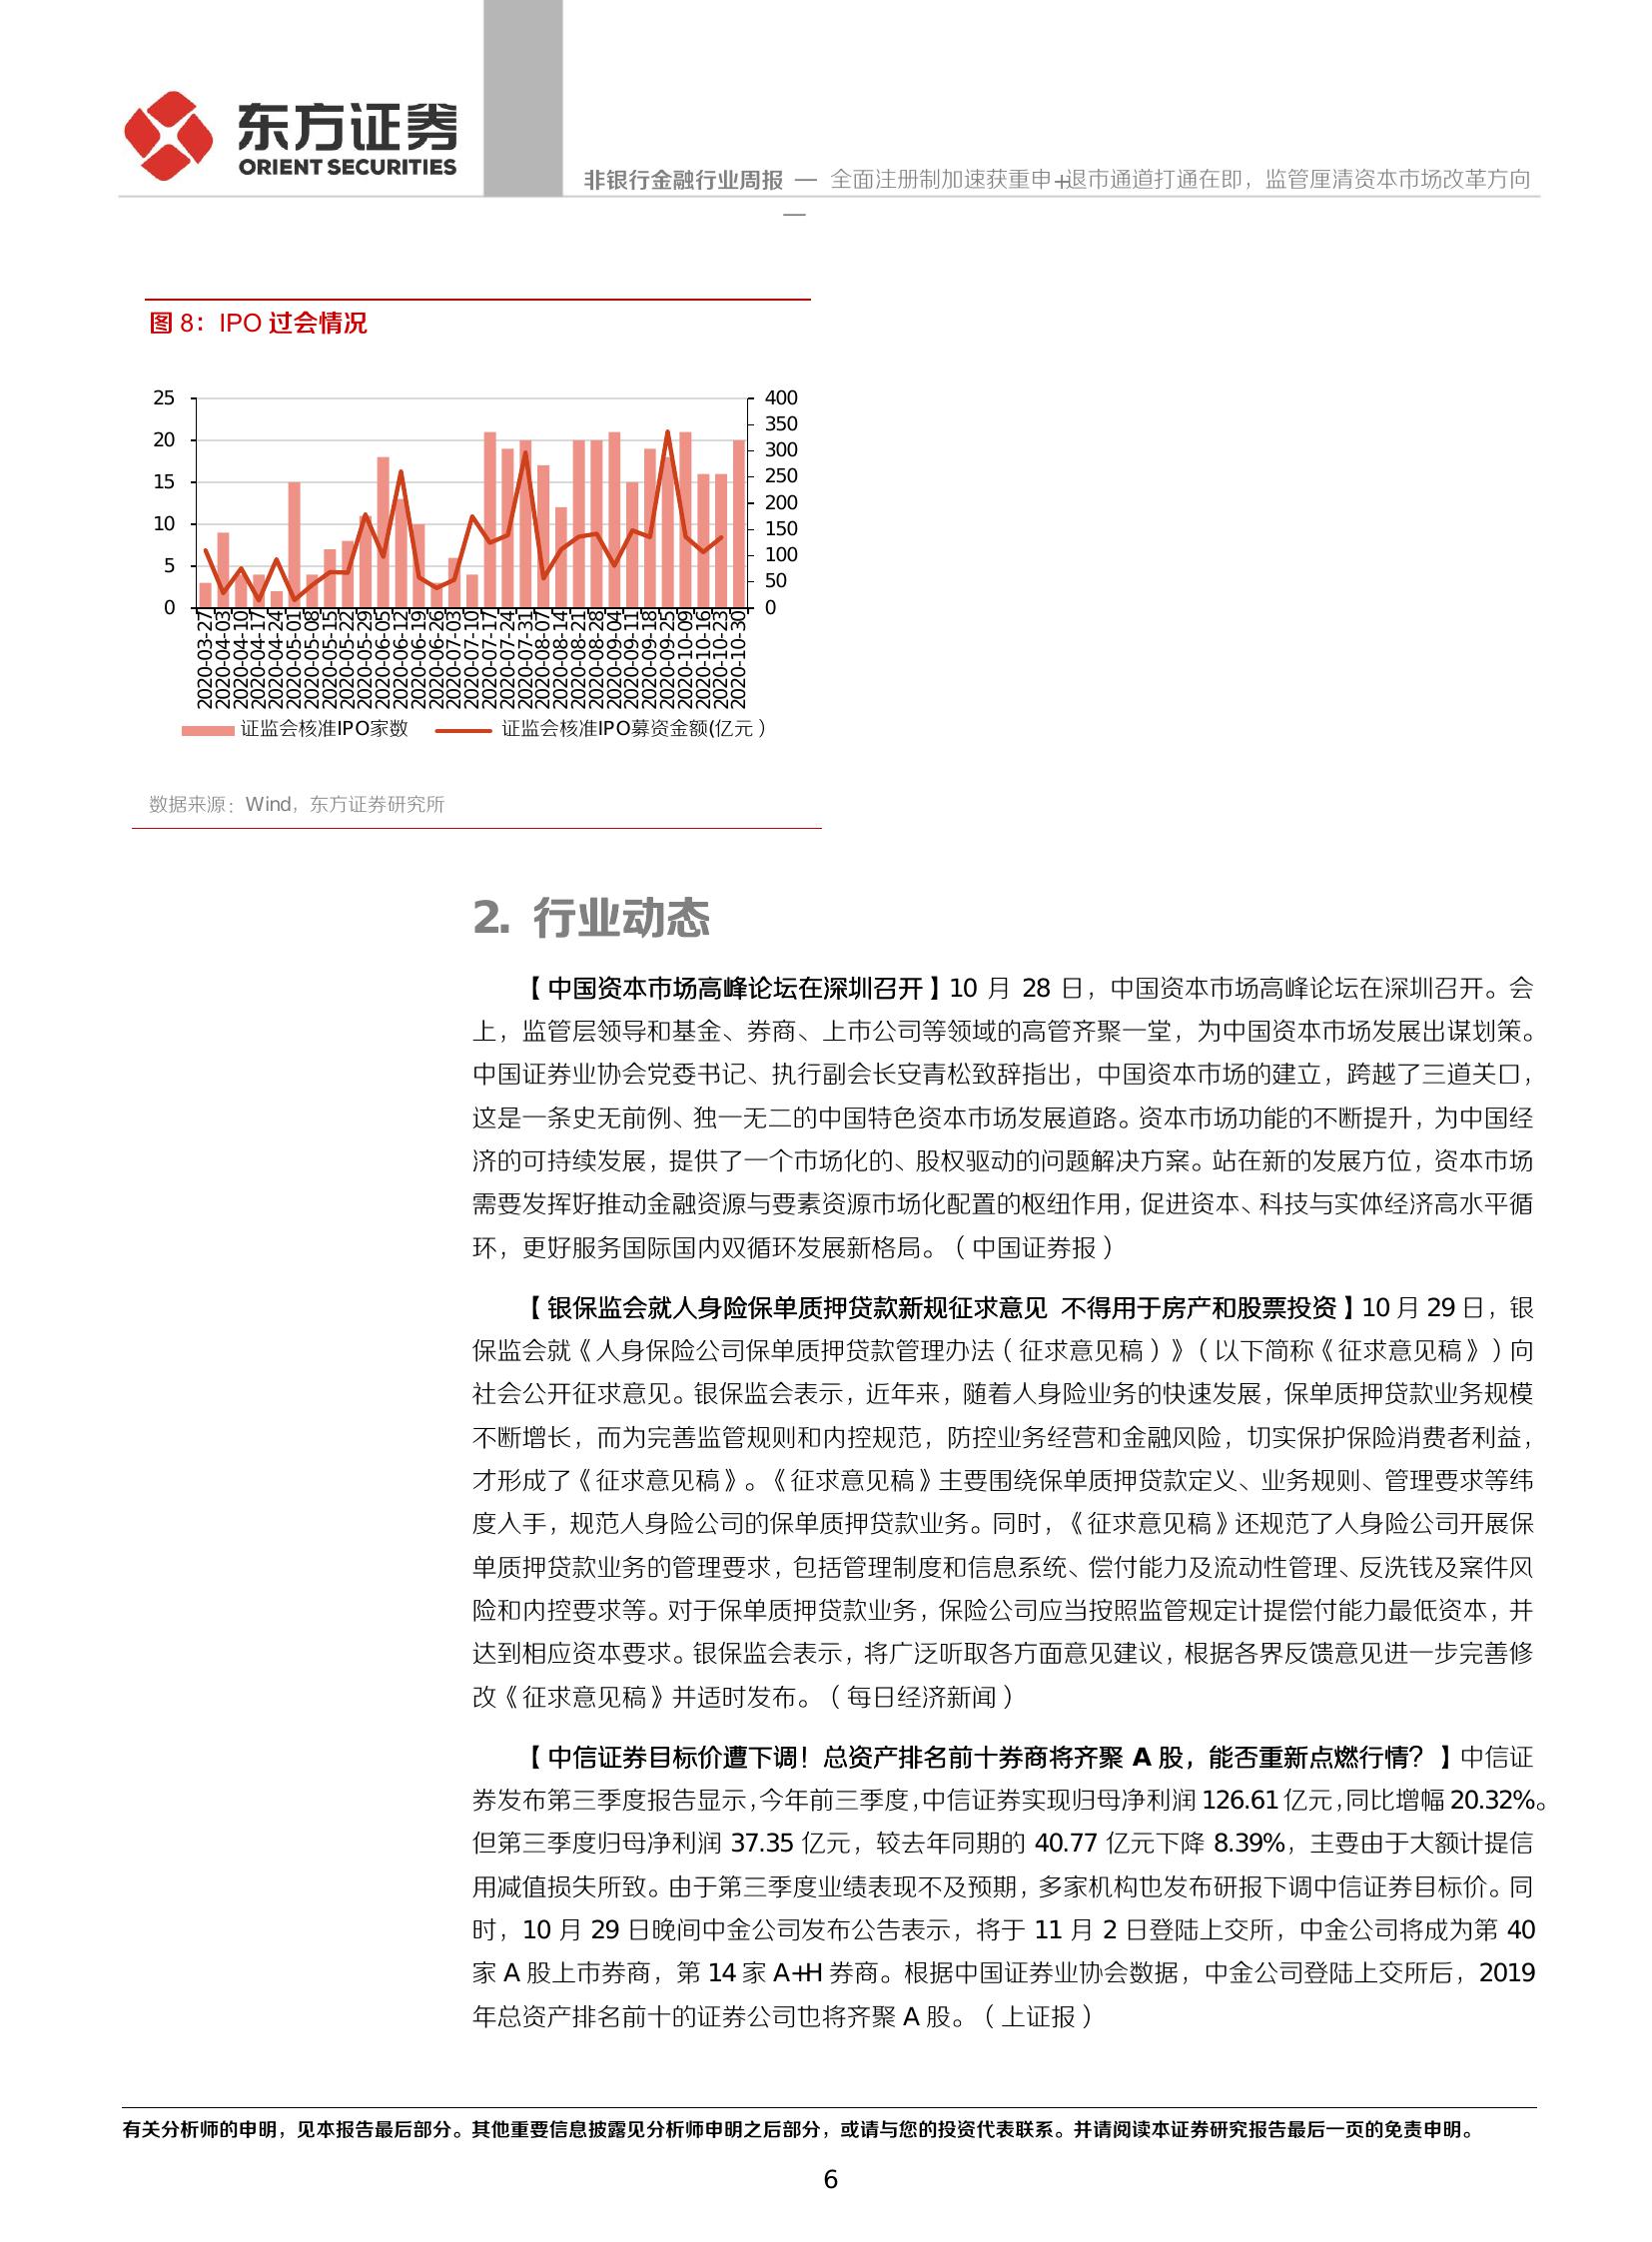 东方证券
ORIENT SECURITIES
非银行金融行业周报 — 全面注册制加速获重申+退市通道打通在即，监管厘清资本市场改革方向
—
图 8：IPO 过会情况
25
20
15
10
5
0
400
350
300
250
200
150
100
50
0
2020-03-27
2020-04-03
2020-04-10
2020-04-17
2020-04-24
2020-05-01
2020-05-08
2020-05-15
2020-05-22
2020-05-29
2020-06-05
2020-06-12
2020-06-19
2020-06-26
2020-07-03
2020-07-10
2020-07-17
2020-07-24
2020-07-31
2020-08-07
2020-08-14
2020-08-21
2020-08-28
2020-09-04
2020-09-11
2020-09-18
2020-09-25
2020-10-09
2020-10-16
2020-10-23
2020-10-30
证监会核准IPO家数 证监会核准IPO募资金额(亿元）
数据来源：Wind，东方证券研究所
2. 行业动态
【中国资本市场高峰论坛在深圳召开】10 月 28 日，中国资本市场高峰论坛在深圳召开。会
上，监管层领导和基金、券商、上市公司等领域的高管齐聚一堂，为中国资本市场发展出谋划策。
中国证券业协会党委书记、执行副会长安青松致辞指出，中国资本市场的建立，跨越了三道关口，
这是一条史无前例、独一无二的中国特色资本市场发展道路。资本市场功能的不断提升，为中国经
济的可持续发展，提供了一个市场化的、股权驱动的问题解决方案。站在新的发展方位，资本市场
需要发挥好推动金融资源与要素资源市场化配置的枢纽作用，促进资本、科技与实体经济高水平循
环，更好服务国际国内双循环发展新格局。（中国证券报）
【银保监会就人身险保单质押贷款新规征求意见 不得用于房产和股票投资】10 月 29 日，银
保监会就《人身保险公司保单质押贷款管理办法（征求意见稿）》（以下简称《征求意见稿》）向
社会公开征求意见。银保监会表示，近年来，随着人身险业务的快速发展，保单质押贷款业务规模
不断增长，而为完善监管规则和内控规范，防控业务经营和金融风险，切实保护保险消费者利益，
才形成了《征求意见稿》。《征求意见稿》主要围绕保单质押贷款定义、业务规则、管理要求等纬
度入手，规范人身险公司的保单质押贷款业务。同时，《征求意见稿》还规范了人身险公司开展保
单质押贷款业务的管理要求，包括管理制度和信息系统、偿付能力及流动性管理、反洗钱及案件风
险和内控要求等。对于保单质押贷款业务，保险公司应当按照监管规定计提偿付能力最低资本，并
达到相应资本要求。银保监会表示，将广泛听取各方面意见建议，根据各界反馈意见进一步完善修
改《征求意见稿》并适时发布。（每日经济新闻）
【中信证券目标价遭下调！总资产排名前十券商将齐聚 A 股，能否重新点燃行情？】中信证
券发布第三季度报告显示，今年前三季度，中信证券实现归母净利润 126.61 亿元，同比增幅 20.32%。
但第三季度归母净利润 37.35 亿元，较去年同期的 40.77 亿元下降 8.39%，主要由于大额计提信
用减值损失所致。由于第三季度业绩表现不及预期，多家机构也发布研报下调中信证券目标价。同
时，10 月 29 日晚间中金公司发布公告表示，将于 11 月 2 日登陆上交所，中金公司将成为第 40
家 A 股上市券商，第 14 家 A+H 券商。根据中国证券业协会数据，中金公司登陆上交所后，2019
年总资产排名前十的证券公司也将齐聚 A 股。（上证报）
有关分析师的申明，见本报告最后部分。其他重要信息披露见分析师申明之后部分，或请与您的投资代表联系。并请阅读本证券研究报告最后一页的免责申明。
6